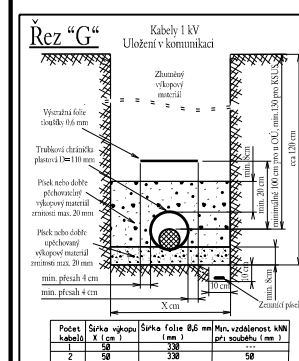 Řez "G"
Kabely 1 kV
Uložení v komunikaci
Zhutněný
výkopový
materiál
Výstražná folie
tloušťky 0,6 mm
Trubková chránička
plastová D=110 mm
Písek nebo dobře
pěchovatelný
výkopový materiál
zrnitosti max. 20 mm
Písek nebo dobře
upěchovaný
výkopový materiál
zrnitosti max. 20 mm
min. přesah 4 cm
min. přesah 4 cm
min. 8cm
min. 20 cm
minimálně 100 cm pro u OÚ, min.130 pro KSÚS
cca 120 cm
10 cm
min. 8cm
10 cm
X cm
Zemnící pásek
Počet kabelů
Šířka výkopu X ( cm )
Šířka folie 0,6 mm ( mm )
Min. vzdálenost kNN při souběhu ( mm )
1 50 330 ---
2 50 330 50